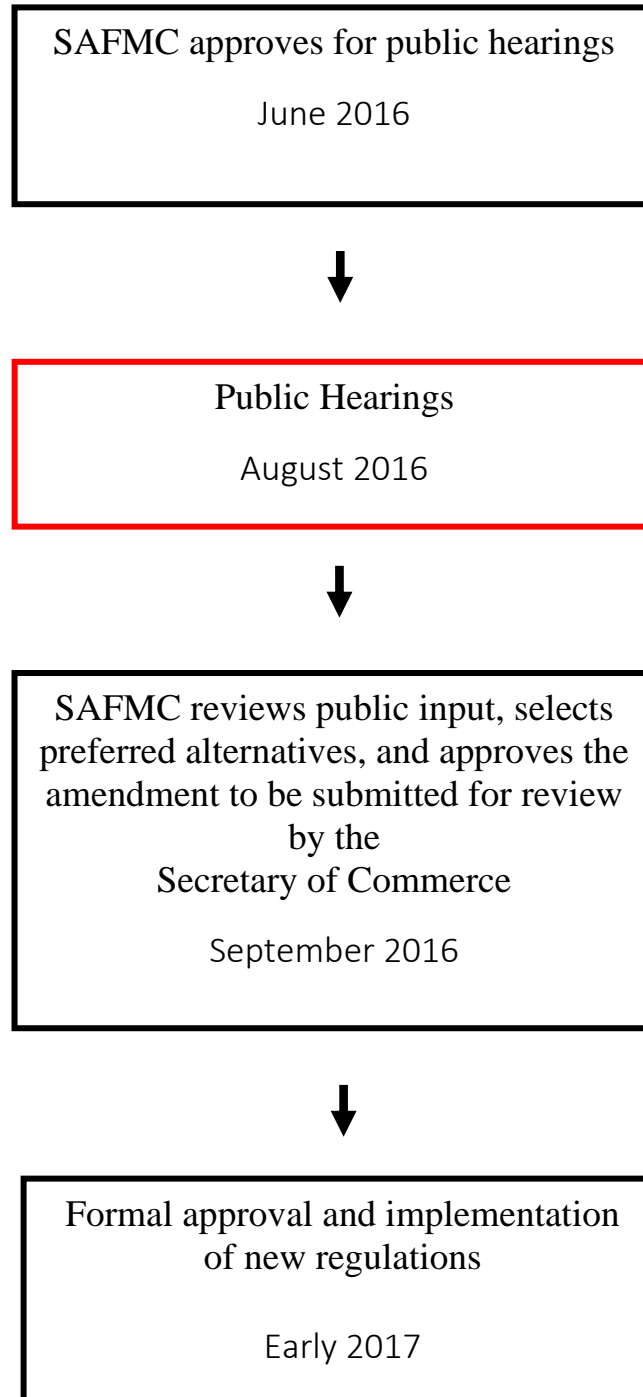 SAFMC approves for public hearings
June 2016
Public Hearings
August 2016
SAFMC reviews public input, selects
preferred alternatives, and approves the
amendment to be submitted for review
by the
Secretary of Commerce
September 2016
Formal approval and implementation
of new regulations
Early 2017